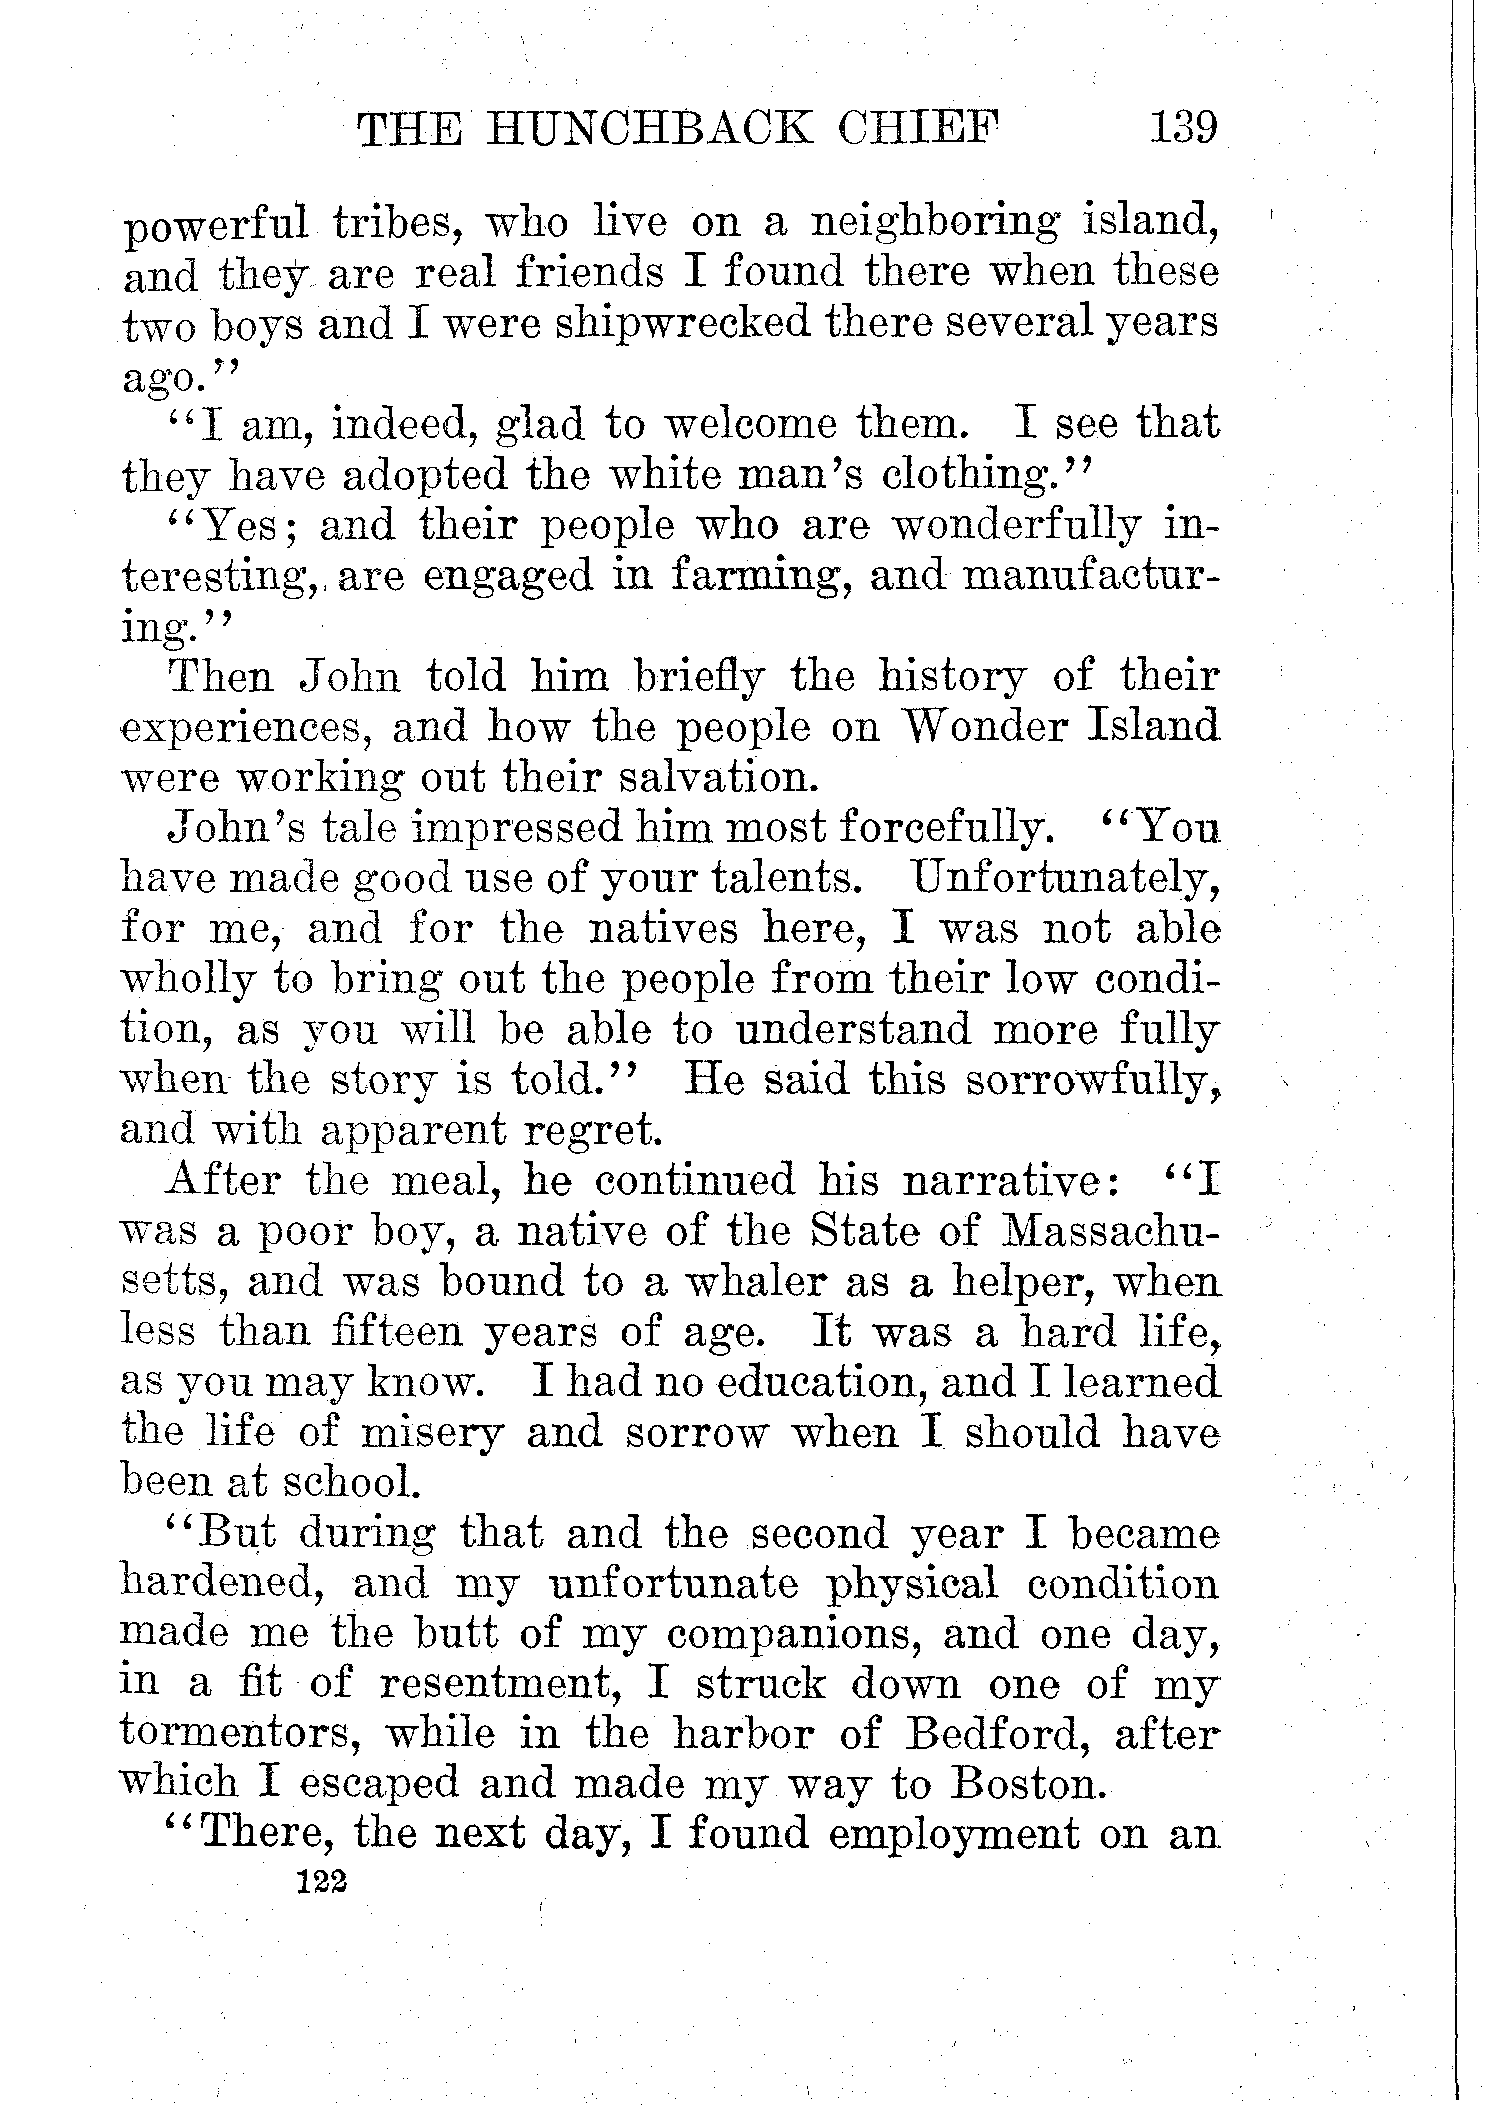 THE HUNCHBACK CHIEF 139
powerful tribes, who live on a neighboring island,
and they are real friends I found there when these
two boys and I were shipwrecked there several years
ago."
"I am, indeed, glad to welcome them. I see that
they have adopted the white man's clothing."
"Yes; and their people who are wonderfully in-
teresting, are engaged in farming, and manufactur-
ing."
Then John told him briefly the history of their
experiences, and how the people on Wonder Island
were working out their salvation.
John's tale impressed him most forcefully. "You
have made good use of your talents. Unfortunately,
for me, and for the natives here, I was not able
wholly to bring out the people from their low condi-
tion, as you will be able to understand more fully
when the story is told." He said this sorrowfully,
and with apparent regret.
After the meal, he continued his narrative: "I
was a poor boy, a native of the State of Massachu-
setts, and was bound to a whaler as a helper, when
less than fifteen years of age. It was a hard life,
as you may know. I had no education, and I learned
the life of misery and sorrow when I should have
been at school.
"But during that and the second year I became
hardened, and my unfortunate physical condition
made me the butt of my companions, and one day,
in a fit of resentment, I struck down one of my
tormentors, while in the harbor of Bedford, after
which I escaped and made my way to Boston.
"There, the next day, I found employment on an
122